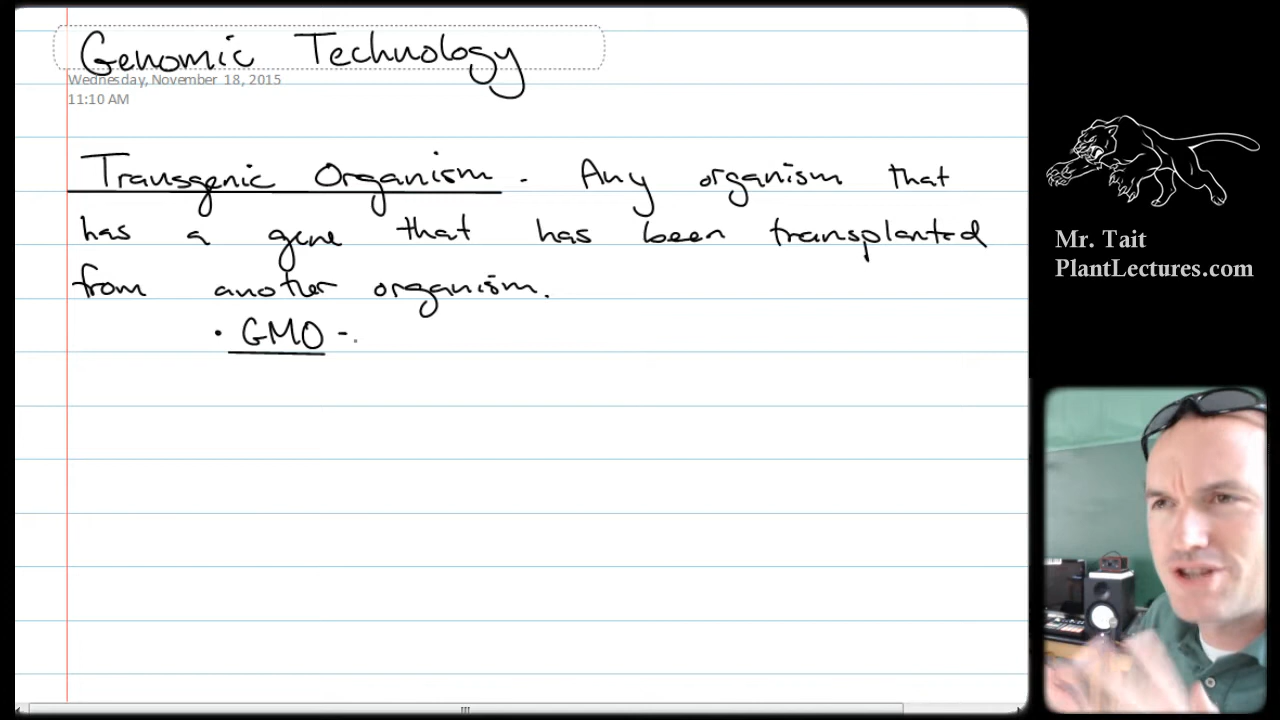 Genomic Technology
Wednesday, November 18, 2015
11:10 AM
Transgenic Organism - Any organism that
has a gene that has been transplanted
from another organism.
• GMO -
Mr. Tait
PlantLectures.com